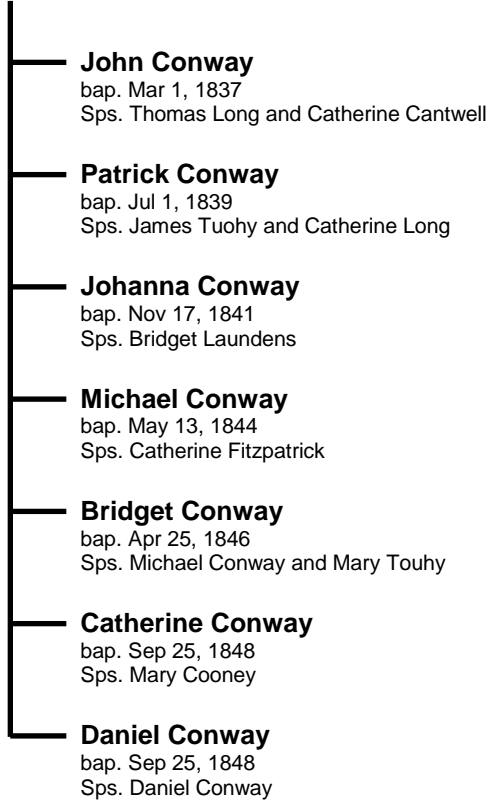 John Conway
bap. Mar 1, 1837
Sps. Thomas Long and Catherine Cantwell
Patrick Conway
bap. Jul 1, 1839
Sps. James Tuohy and Catherine Long
Johanna Conway
bap. Nov 17, 1841
Sps. Bridget Laundens
Michael Conway
bap. May 13, 1844
Sps. Catherine Fitzpatrick
Bridget Conway
bap. Apr 25, 1846
Sps. Michael Conway and Mary Touhy
Catherine Conway
bap. Sep 25, 1848
Sps. Mary Cooney
Daniel Conway
bap. Sep 25, 1848
Sps. Daniel Conway